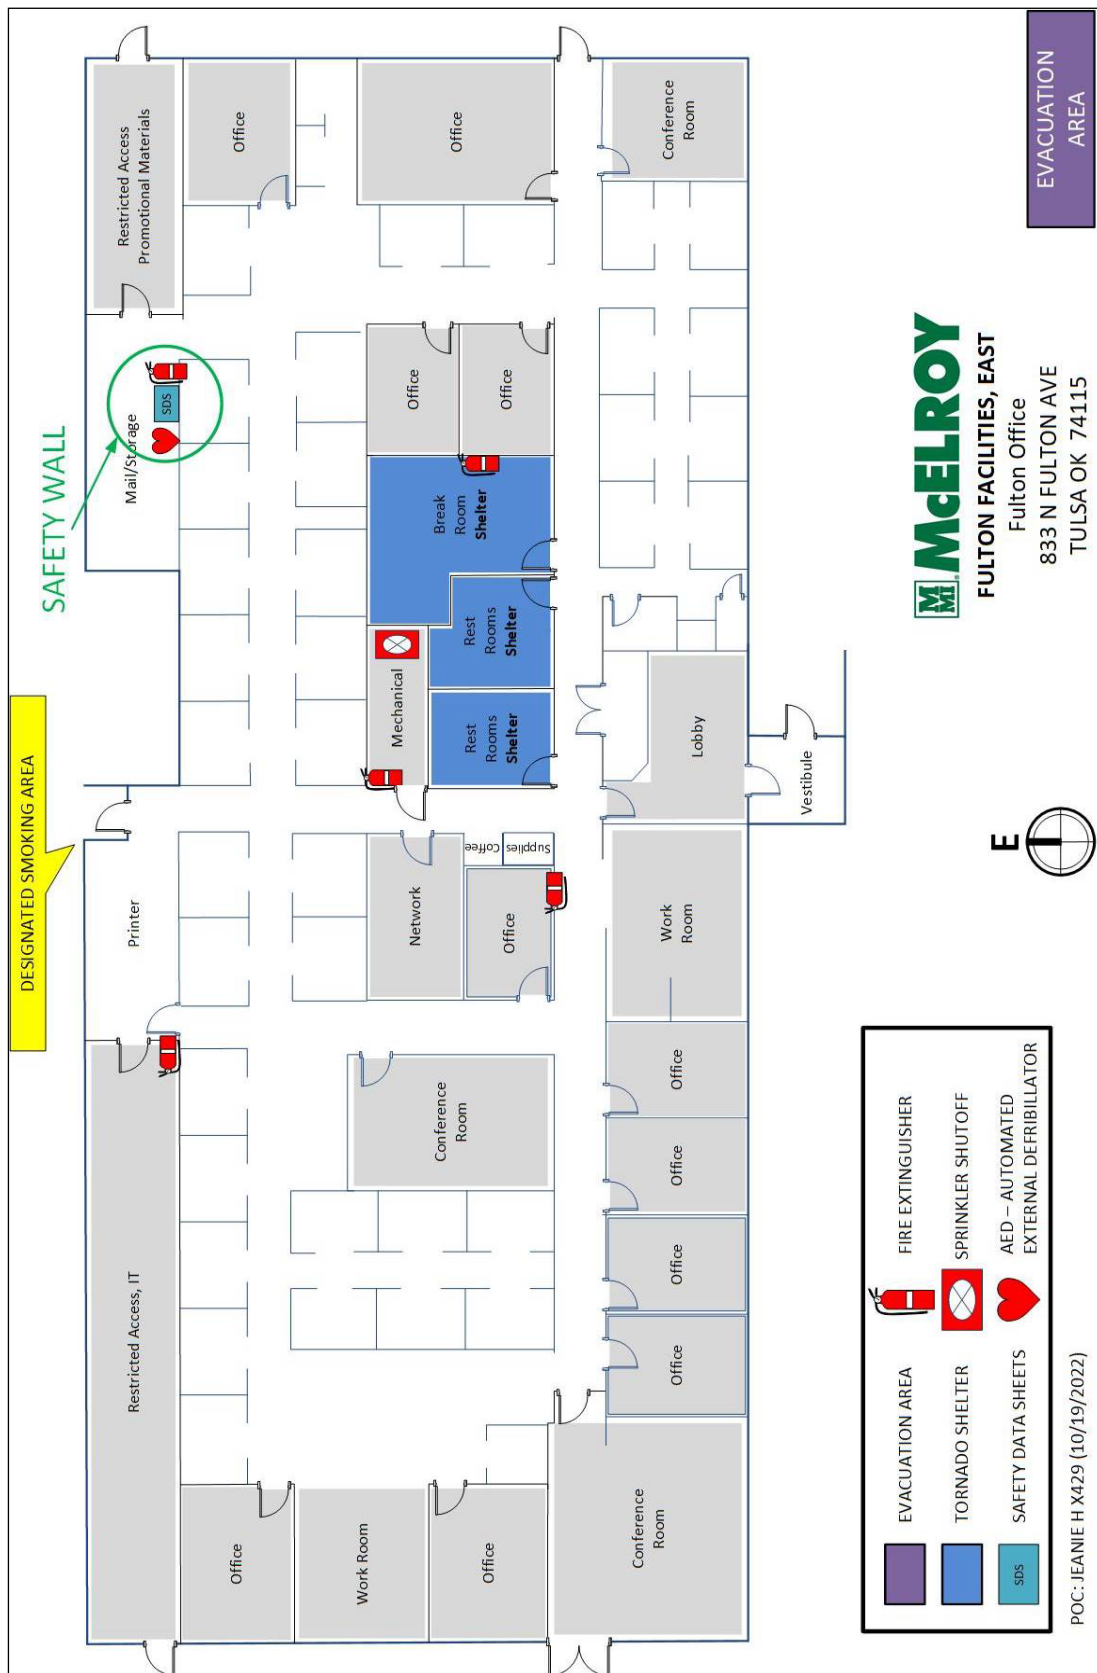 DESIGNATED SMOKING AREA
SAFETY WALL
Restricted Access, IT
Printer
Mail/Storage
SDS
Restricted Access
Promotional Materials
Office
Office
Work Room
Office
Conference
Room
Conference
Room
Network
Office
Supplies
Coffee
Mechanical
Rest
Rooms
Shelter
Rest
Rooms
Shelter
Break
Room
Shelter
Office
Office
Office
Conference
Room
Office
Office
Office
Office
Work
Room
Lobby
Vestibule
EVACUATION
AREA
E
M
MI
McELROY
FULTON FACILITIES, EAST
Fulton Office
833 N FULTON AVE
TULSA OK 74115
EVACUATION AREA
FIRE EXTINGUISHER
TORNADO SHELTER
SPRINKLER SHUTOFF
SDS
SAFETY DATA SHEETS
AED – AUTOMATED
EXTERNAL DEFRIBILLATOR
POC: JEANIE H X429 (10/19/2022)